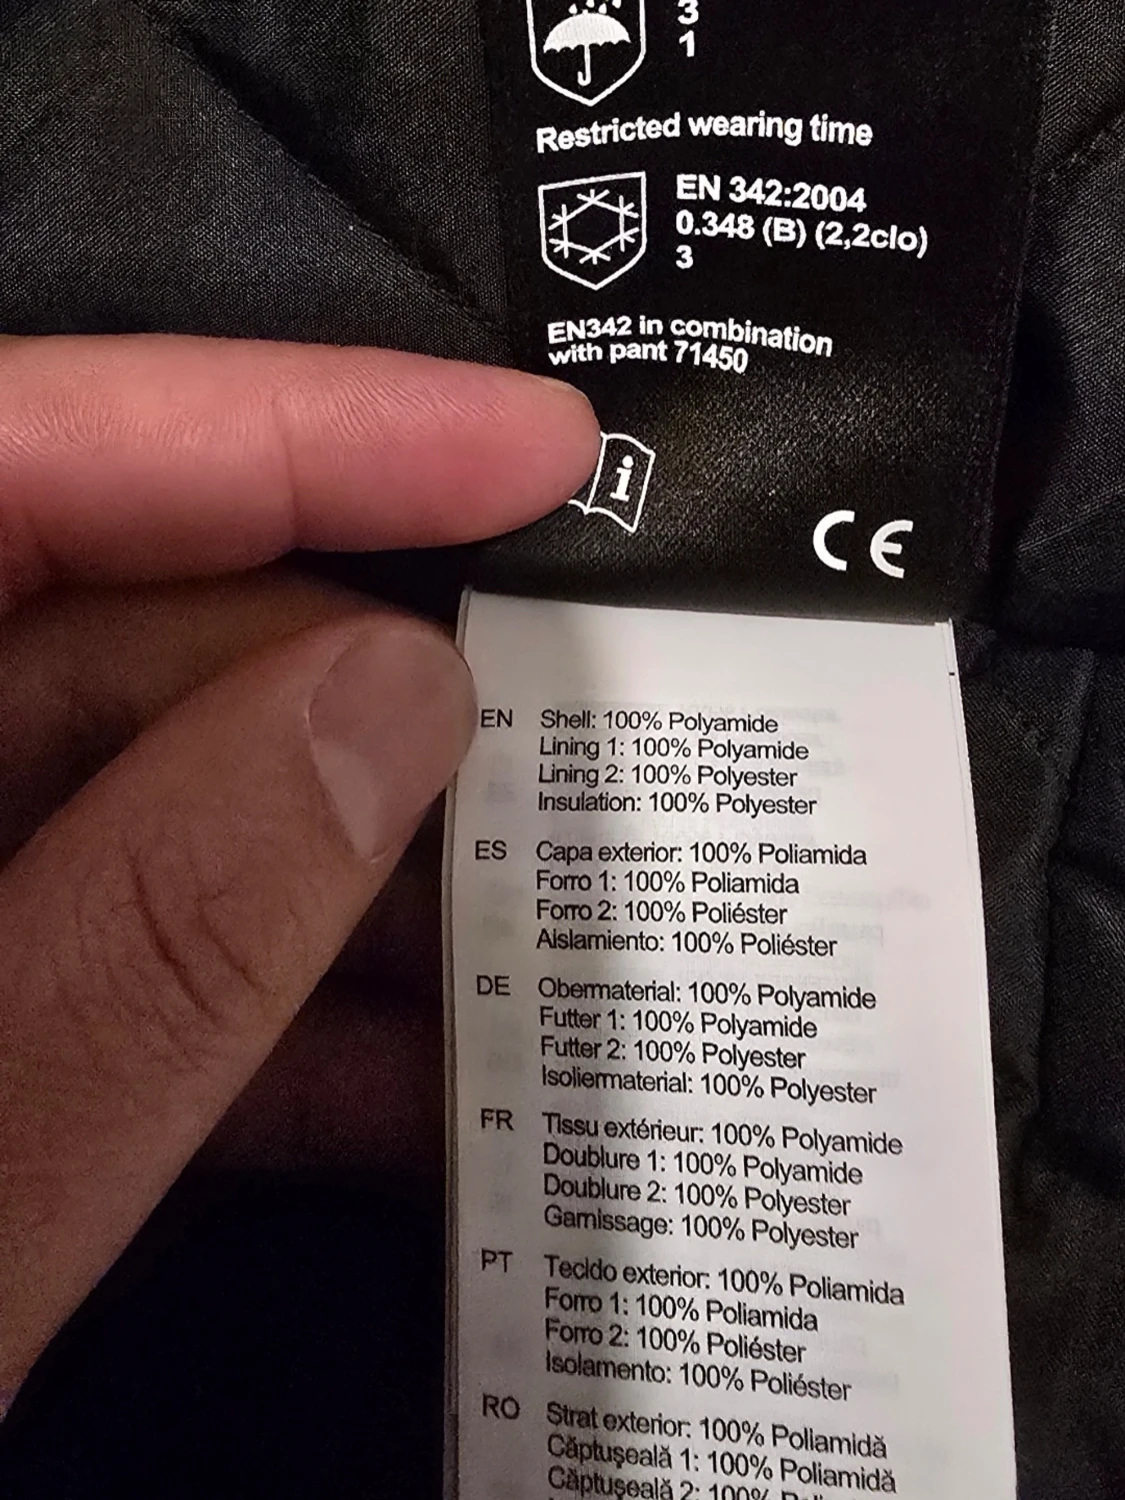 3
1
Restricted wearing time
EN 342:2004
0.348 (B) (2,2clo)
3
EN342 in combination
with pant 71450
i
CE
EN Shell: 100% Polyamide
Lining 1: 100% Polyamide
Lining 2: 100% Polyester
Insulation: 100% Polyester
ES Capa exterior: 100% Poliamida
Forro 1: 100% Poliamida
Forro 2: 100% Poliéster
Aislamiento: 100% Poliéster
DE Obermaterial: 100% Polyamide
Futter 1: 100% Polyamide
Futter 2: 100% Polyester
Isoliermaterial: 100% Polyester
FR Tissu extérieur: 100% Polyamide
Doublure 1: 100% Polyamide
Doublure 2: 100% Polyester
Garnissage: 100% Polyester
PT Tecido exterior: 100% Poliamida
Forro 1: 100% Poliamida
Forro 2: 100% Poliéster
Isolamento: 100% Poliéster
RO Strat exterior: 100% Poliamidă
Căptușeală 1: 100% Poliamidă
Căptușeală 2: 100%